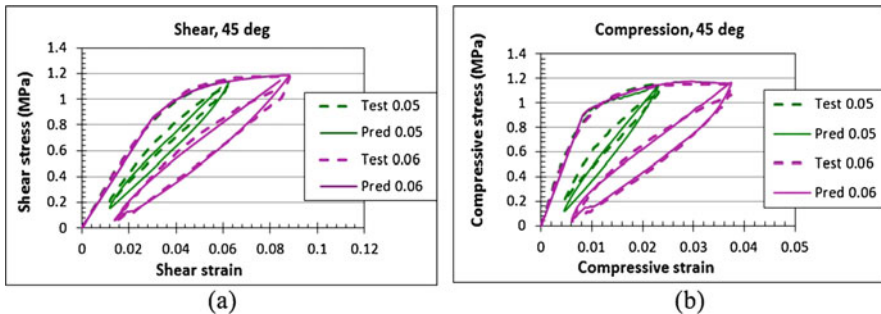 Shear, 45 deg
Shear stress (MPa)
1.4
1.2
1
0.8
0.6
0.4
0.2
0
0 0.02 0.04 0.06 0.08 0.1 0.12
Shear strain
Test 0.05
Pred 0.05
Test 0.06
Pred 0.06
(a)
Compression, 45 deg
Compressive stress (MPa)
1.4
1.2
1
0.8
0.6
0.4
0.2
0
0 0.01 0.02 0.03 0.04 0.05
Compressive strain
Test 0.05
Pred 0.05
Test 0.06
Pred 0.06
(b)